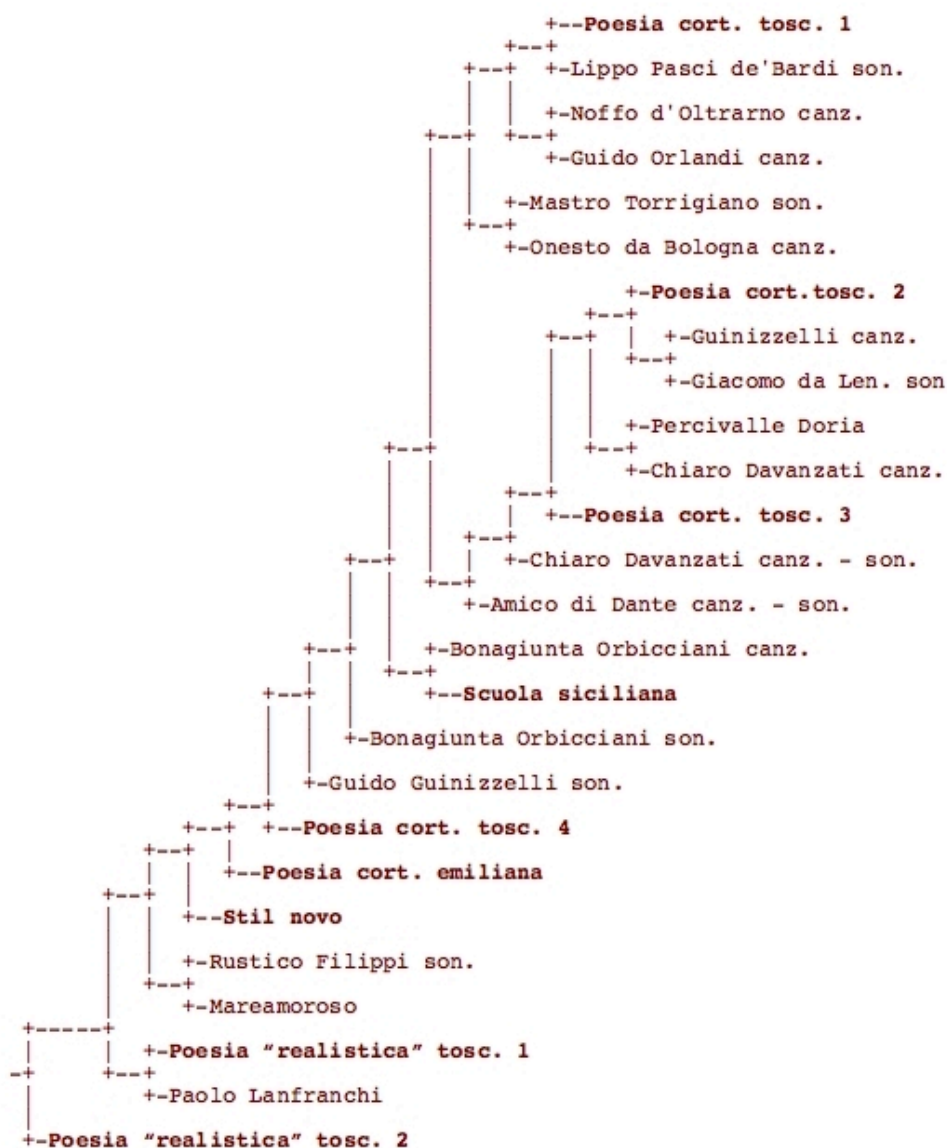 Poesia cort. tosc. 1
Lippo Pasci de'Bardi son.
Noffo d'Oltrarno canz.
Guido Orlandi canz.
Mastro Torrigiano son.
Onesto da Bologna canz.
Poesia cort.tosc. 2
Guinizzelli canz.
Giacomo da Len. son
Percivalle Doria
Chiaro Davanzati canz.
Poesia cort. tosc. 3
Chiaro Davanzati canz. - son.
Amico di Dante canz. - son.
Bonagiunta Orbicciani canz.
Scuola siciliana
Bonagiunta Orbicciani son.
Guido Guinizzelli son.
Poesia cort. tosc. 4
Poesia cort. emiliana
Stil novo
Rustico Filippi son.
Mareamoroso
Poesia “realistica” tosc. 1
Paolo Lanfranchi
Poesia “realistica” tosc. 2